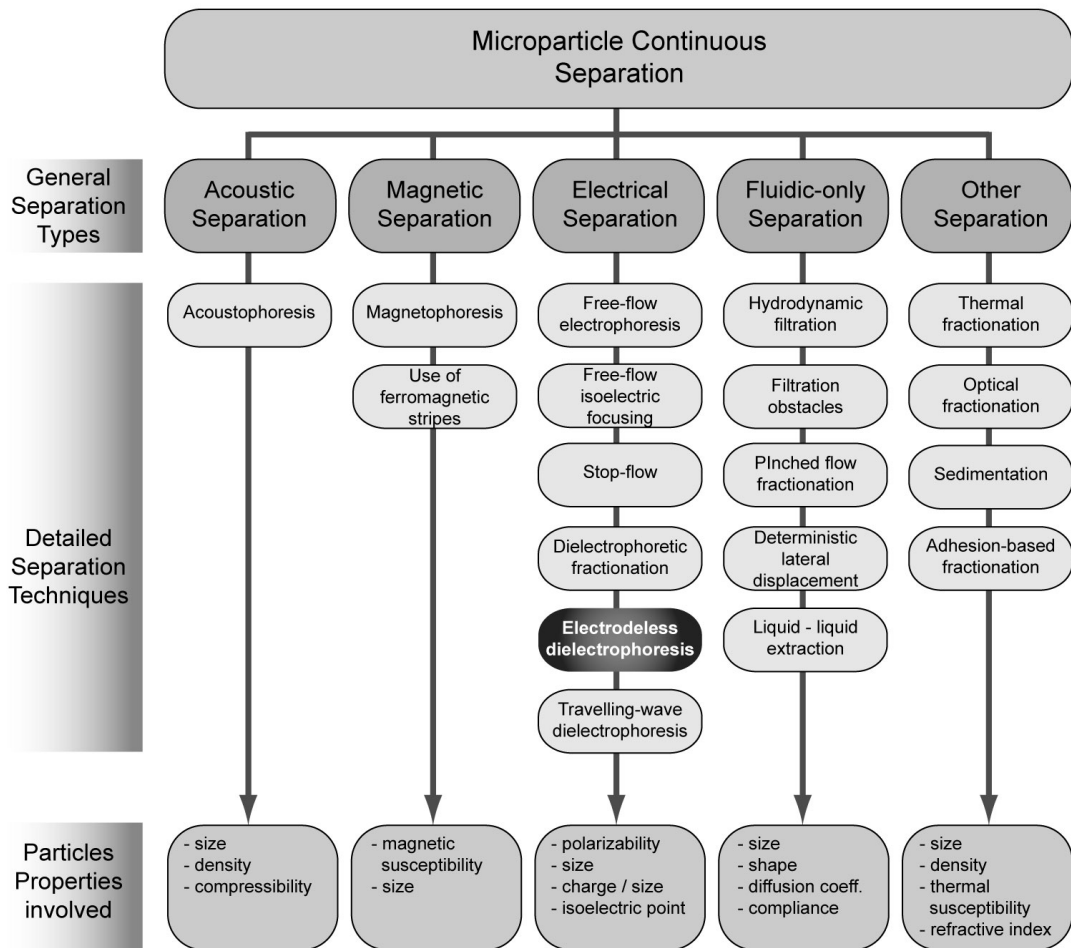 Microparticle Continuous
Separation
General
Separation
Types
Acoustic
Separation
Magnetic
Separation
Electrical
Separation
Fluidic-only
Separation
Other
Separation
Detailed
Separation
Techniques
Acoustophoresis
Magnetophoresis
Use of
ferromagnetic
stripes
Free-flow
electrophoresis
Free-flow
isoelectric
focusing
Stop-flow
Dielectrophoretic
fractionation
Electrodeless
dielectrophoresis
Travelling-wave
dielectrophoresis
Hydrodynamic
filtration
Filtration
obstacles
PInched flow
fractionation
Deterministic
lateral
displacement
Liquid - liquid
extraction
Thermal
fractionation
Optical
fractionation
Sedimentation
Adhesion-based
fractionation
Particles
Properties
involved
- size
- density
- compressibility
- magnetic
susceptibility
- size
- polarizability
- size
- charge / size
- isoelectric point
- size
- shape
- diffusion coeff.
- compliance
- size
- density
- thermal
susceptibility
- refractive index